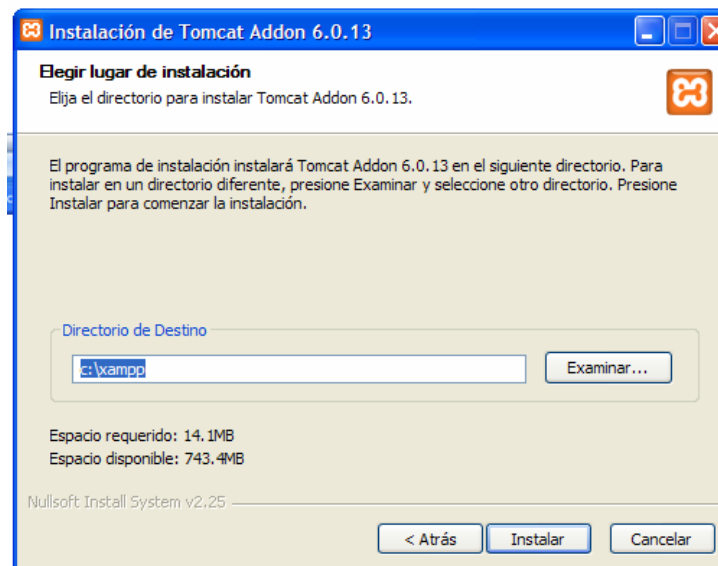 Instalación de Tomcat Addon 6.0.13
Elegir lugar de instalación
Elija el directorio para instalar Tomcat Addon 6.0.13.
El programa de instalación instalará Tomcat Addon 6.0.13 en el siguiente directorio. Para
instalar en un directorio diferente, presione Examinar y seleccione otro directorio. Presione
Instalar para comenzar la instalación.
Directorio de Destino
c:\xampp
Examinar...
Espacio requerido: 14.1MB
Espacio disponible: 743.4MB
Nullsoft Install System v2.25
< Atrás
Instalar
Cancelar